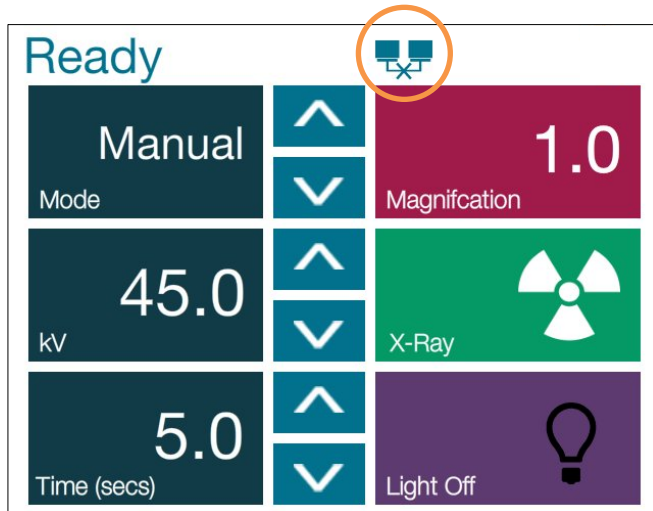 Ready
Manual
Mode
1.0
Magnifcation
45.0
kV
X-Ray
5.0
Time (secs)
Light Off